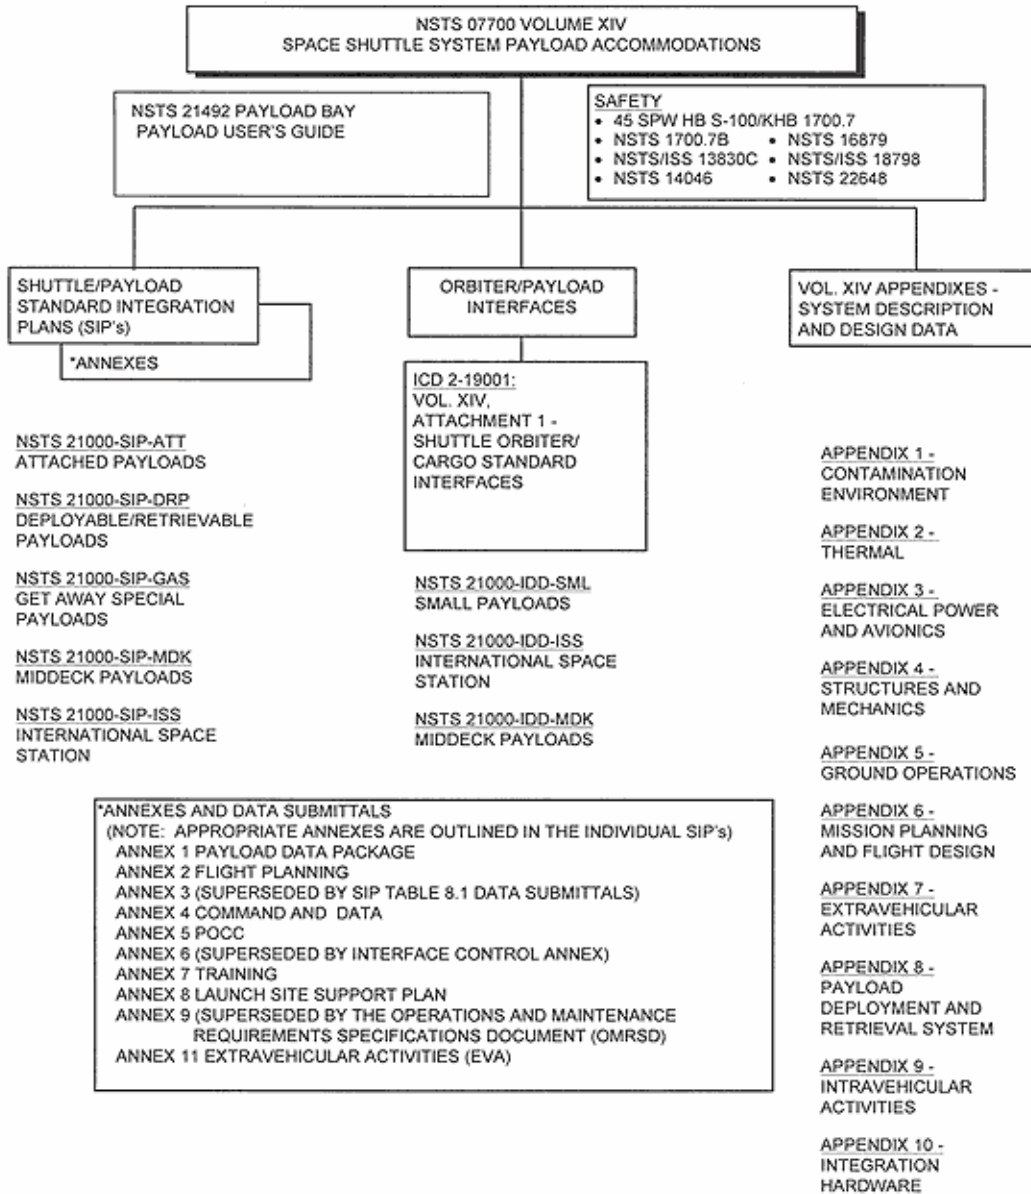 NSTS 07700 VOLUME XIV
SPACE SHUTTLE SYSTEM PAYLOAD ACCOMMODATIONS
NSTS 21492 PAYLOAD BAY
PAYLOAD USER'S GUIDE
SAFETY
• 45 SPW HB S-100/KHB 1700.7
• NSTS 1700.7B • NSTS 16879
• NSTS/ISS 13830C • NSTS/ISS 18798
• NSTS 14046 • NSTS 22648
SHUTTLE/PAYLOAD
STANDARD INTEGRATION
PLANS (SIP's)
*ANNEXES
NSTS 21000-SIP-ATT
ATTACHED PAYLOADS
NSTS 21000-SIP-DRP
DEPLOYABLE/RETRIEVABLE
PAYLOADS
NSTS 21000-SIP-GAS
GET AWAY SPECIAL
PAYLOADS
NSTS 21000-SIP-MDK
MIDDECK PAYLOADS
NSTS 21000-SIP-ISS
INTERNATIONAL SPACE
STATION
ORBITER/PAYLOAD
INTERFACES
ICD 2-19001:
VOL. XIV,
ATTACHMENT 1 -
SHUTTLE ORBITER/
CARGO STANDARD
INTERFACES
NSTS 21000-IDD-SML
SMALL PAYLOADS
NSTS 21000-IDD-ISS
INTERNATIONAL SPACE
STATION
NSTS 21000-IDD-MDK
MIDDECK PAYLOADS
VOL. XIV APPENDIXES -
SYSTEM DESCRIPTION
AND DESIGN DATA
APPENDIX 1 -
CONTAMINATION
ENVIRONMENT
APPENDIX 2 -
THERMAL
APPENDIX 3 -
ELECTRICAL POWER
AND AVIONICS
APPENDIX 4 -
STRUCTURES AND
MECHANICS
APPENDIX 5 -
GROUND OPERATIONS
APPENDIX 6 -
MISSION PLANNING
AND FLIGHT DESIGN
APPENDIX 7 -
EXTRAVEHICULAR
ACTIVITIES
APPENDIX 8 -
PAYLOAD
DEPLOYMENT AND
RETRIEVAL SYSTEM
APPENDIX 9 -
INTRAVEHICULAR
ACTIVITIES
APPENDIX 10 -
INTEGRATION
HARDWARE
*ANNEXES AND DATA SUBMITTALS
(NOTE: APPROPRIATE ANNEXES ARE OUTLINED IN THE INDIVIDUAL SIP's)
ANNEX 1 PAYLOAD DATA PACKAGE
ANNEX 2 FLIGHT PLANNING
ANNEX 3 (SUPERSEDED BY SIP TABLE 8.1 DATA SUBMITTALS)
ANNEX 4 COMMAND AND DATA
ANNEX 5 POCC
ANNEX 6 (SUPERSEDED BY INTERFACE CONTROL ANNEX)
ANNEX 7 TRAINING
ANNEX 8 LAUNCH SITE SUPPORT PLAN
ANNEX 9 (SUPERSEDED BY THE OPERATIONS AND MAINTENANCE
REQUIREMENTS SPECIFICATIONS DOCUMENT (OMRSD)
ANNEX 11 EXTRAVEHICULAR ACTIVITIES (EVA)